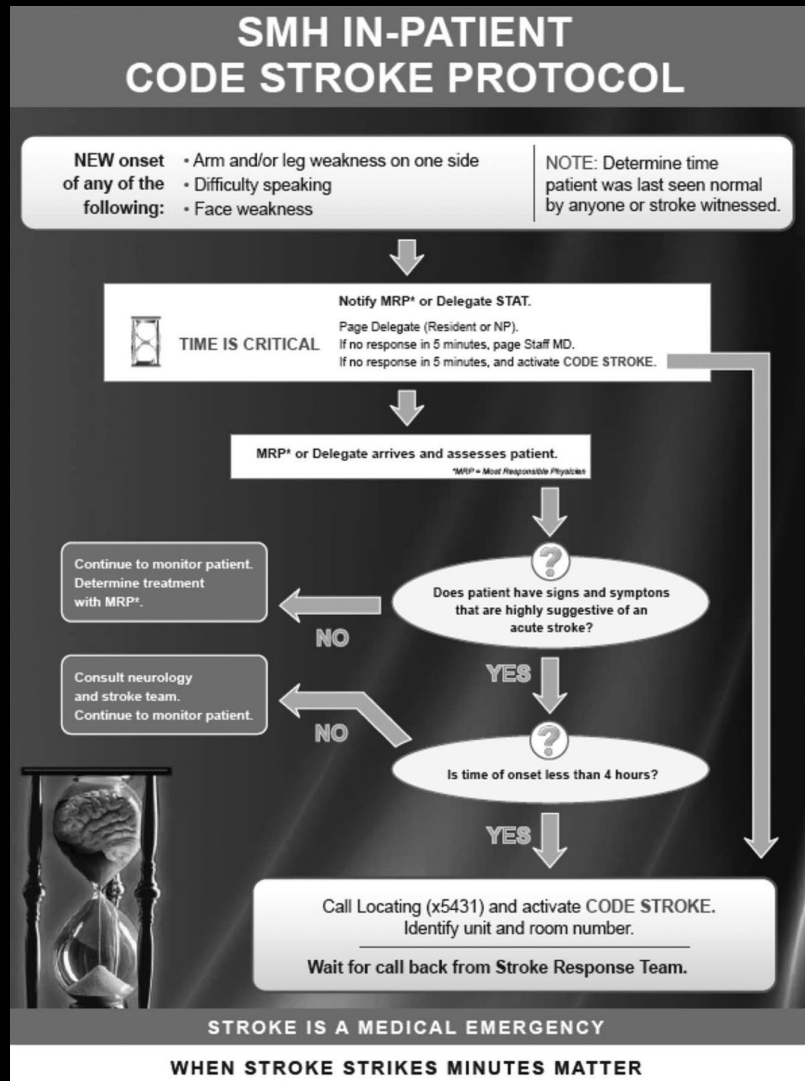 SMH IN-PATIENT
CODE STROKE PROTOCOL
NEW onset
of any of the
following:
• Arm and/or leg weakness on one side
• Difficulty speaking
• Face weakness
NOTE: Determine time
patient was last seen normal
by anyone or stroke witnessed.
TIME IS CRITICAL
Notify MRP* or Delegate STAT.
Page Delegate (Resident or NP).
If no response in 5 minutes, page Staff MD.
If no response in 5 minutes, and activate CODE STROKE.
MRP* or Delegate arrives and assesses patient.
*MRP = Most Responsible Physician
?
Does patient have signs and symptons
that are highly suggestive of an
acute stroke?
NO
Continue to monitor patient.
Determine treatment
with MRP*.
YES
?
Is time of onset less than 4 hours?
NO
Consult neurology
and stroke team.
Continue to monitor patient.
YES
Call Locating (x5431) and activate CODE STROKE.
Identify unit and room number.
Wait for call back from Stroke Response Team.
STROKE IS A MEDICAL EMERGENCY
WHEN STROKE STRIKES MINUTES MATTER